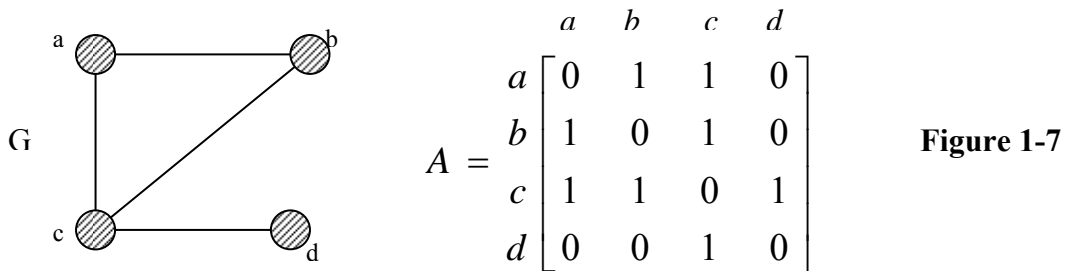 a b
G
c d
a b c d
a 0 1 1 0
b 1 0 1 0
A =
c 1 1 0 1
d 0 0 1 0
Figure 1-7